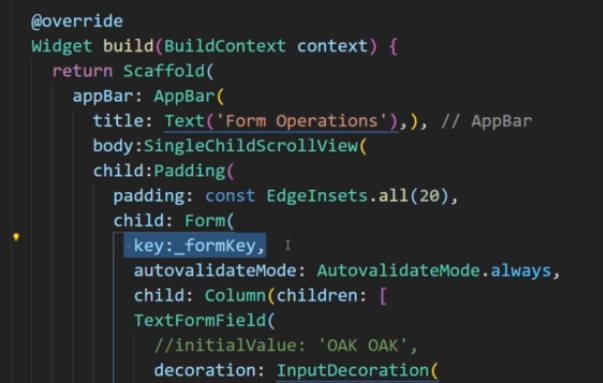 @override
Widget build(BuildContext context) {
return Scaffold(
appBar: AppBar(
title: Text('Form Operations'),), // AppBar
body:SingleChildScrollView(
child:Padding(
padding: const EdgeInsets.all(20),
child: Form(
key:_formKey,
autovalidateMode: AutovalidateMode.always,
child: Column(children: [
TextFormField(
//initialValue: 'OAK OAK',
decoration: InputDecoration(